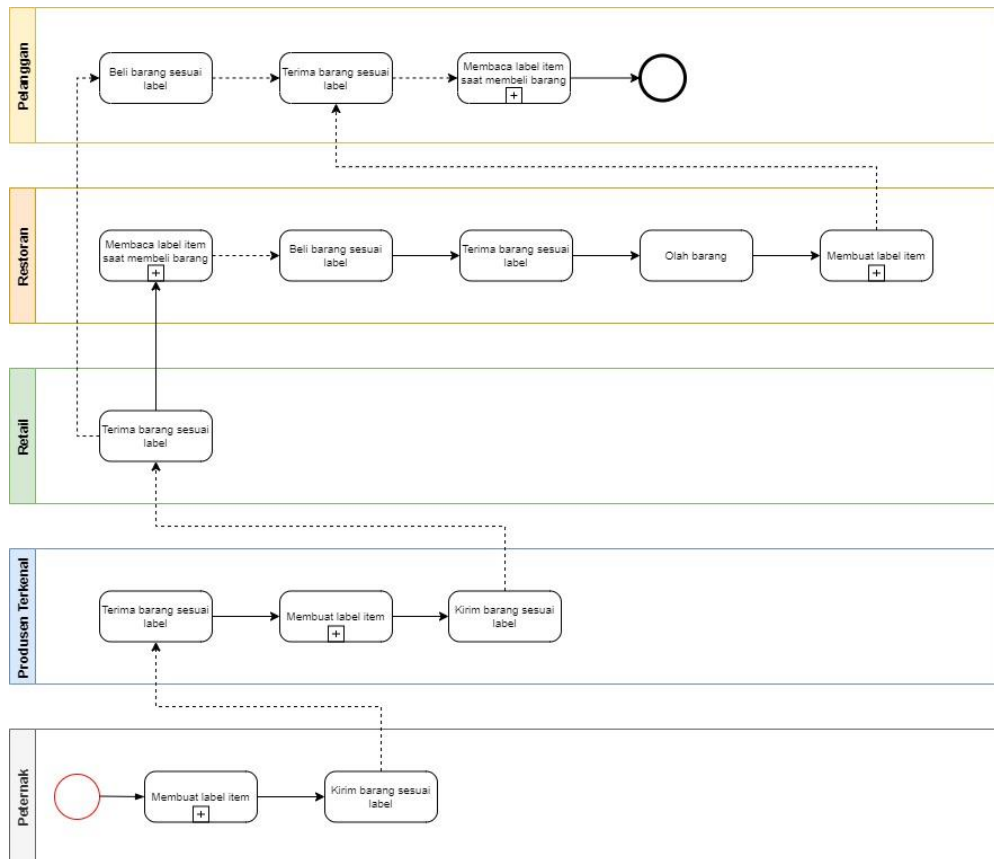 Pelanggan
Beli barang sesuai
label
Terima barang sesuai
label
Membaca label item
saat membeli barang
Restoran
Membaca label item
saat membeli barang
Beli barang sesuai
label
Terima barang sesuai
label
Olah barang
Membuat label item
Retail
Terima barang sesuai
label
Produsen Terkenal
Terima barang sesuai
label
Membuat label item
Kirim barang sesuai
label
Peternak
Membuat label item
Kirim barang sesuai
label